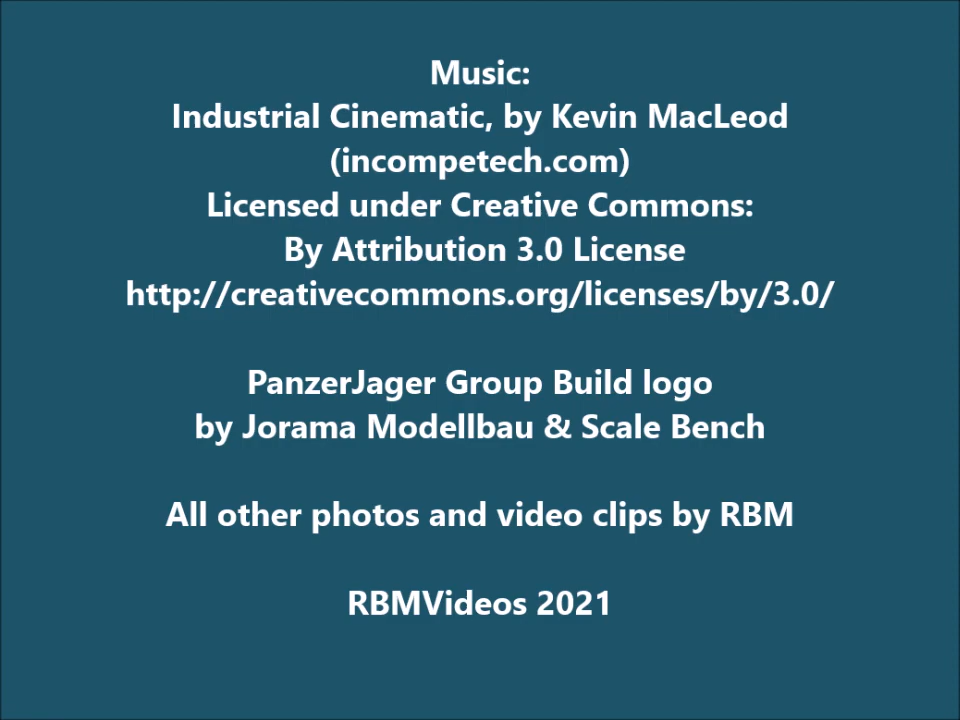 Music:
Industrial Cinematic, by Kevin MacLeod
(incompetech.com)
Licensed under Creative Commons:
By Attribution 3.0 License
http://creativecommons.org/licenses/by/3.0/
PanzerJager Group Build logo
by Jorama Modellbau & Scale Bench
All other photos and video clips by RBM
RBMVideos 2021